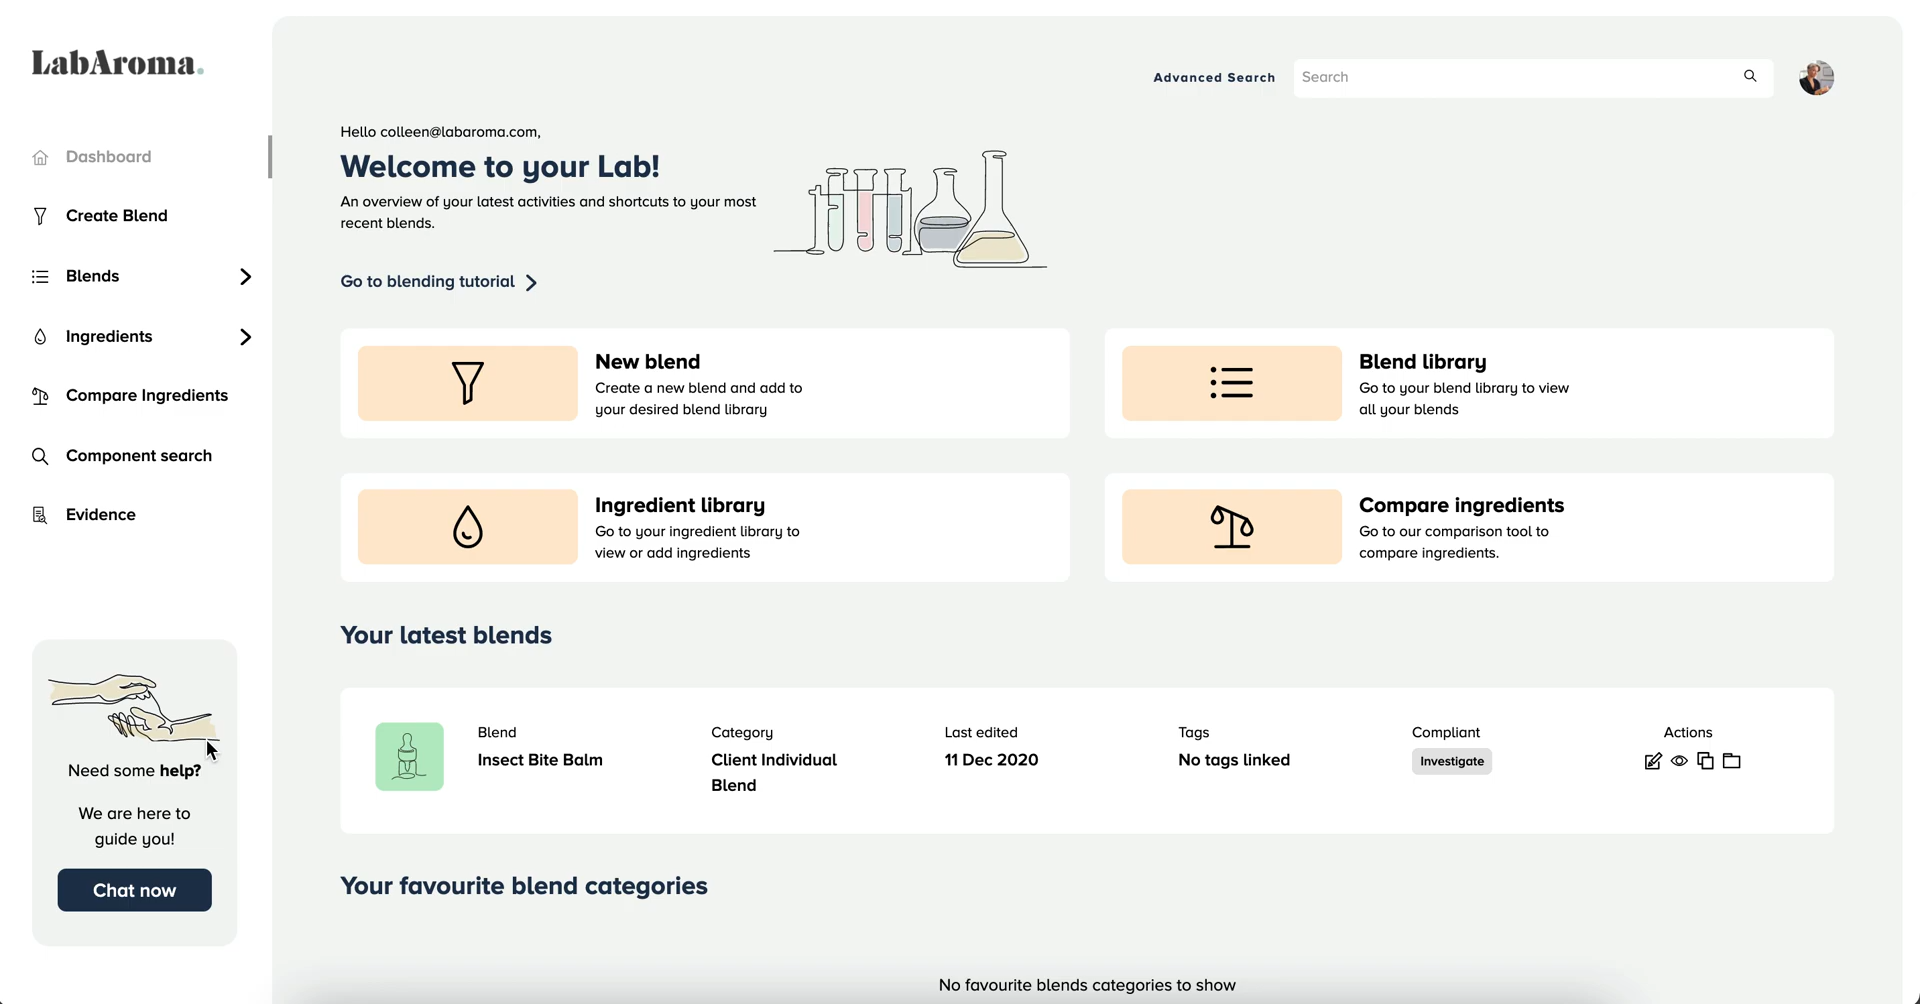 LabAroma.
Dashboard
Create Blend
Blends
Ingredients
Compare Ingredients
Component search
Evidence
Need some help?
We are here to
guide you!
Chat now
Advanced Search
Search
Hello colleen@labaroma.com,
Welcome to your Lab!
An overview of your latest activities and shortcuts to your most
recent blends.
Go to blending tutorial
New blend
Create a new blend and add to
your desired blend library
Blend library
Go to your blend library to view
all your blends
Ingredient library
Go to your ingredient library to
view or add ingredients
Compare ingredients
Go to our comparison tool to
compare ingredients.
Your latest blends
Blend
Insect Bite Balm
Category
Client Individual
Blend
Last edited
11 Dec 2020
Tags
No tags linked
Compliant
Investigate
Actions
Your favourite blend categories
No favourite blends categories to show